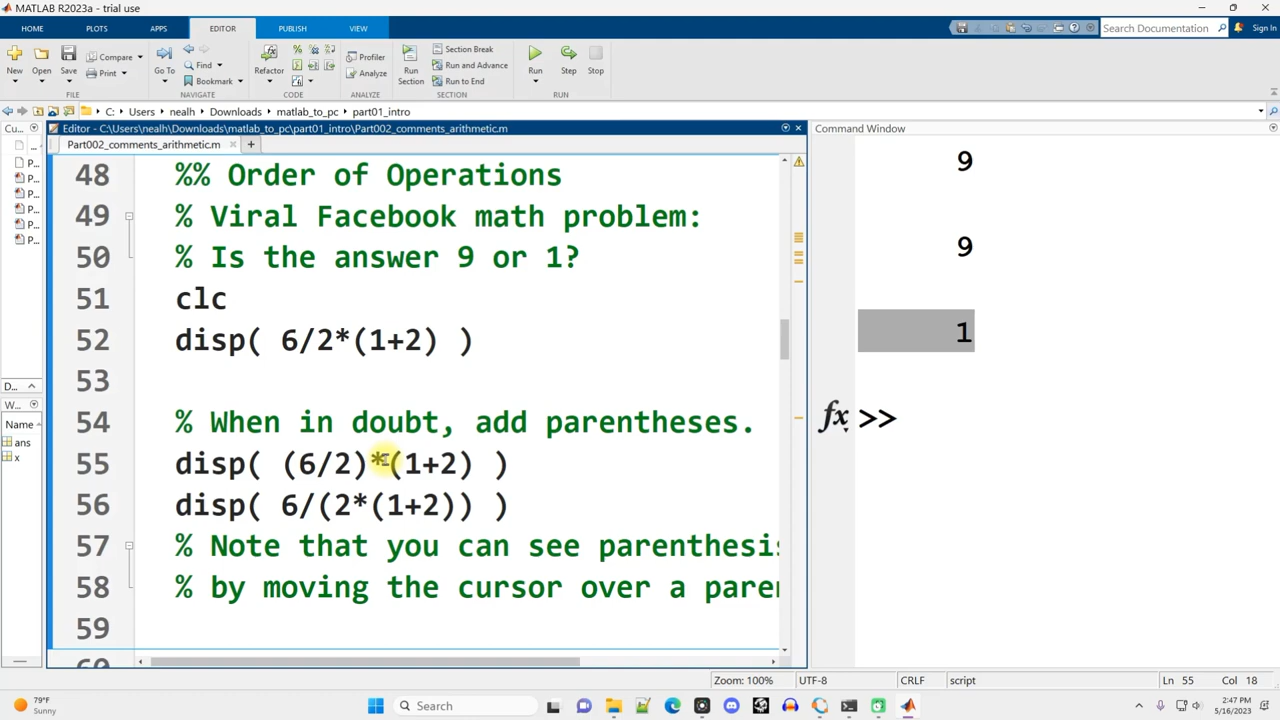 MATLAB R2023a - trial use
HOME PLOTS APPS EDITOR PUBLISH VIEW Search Documentation Sign In
New Open Save Compare Print Go To Find Bookmark Refactor Profiler Analyze Run Section Section Break Run and Advance Run to End Run Step Stop
FILE NAVIGATE CODE ANALYZE SECTION RUN
C: Users nealh Downloads matlab_to_pc part01_intro
Cu... Editor - C:\Users\nealh\Downloads\matlab_to_pc\part01_intro\Part002_comments_arithmetic.m Command Window
Part002_comments_arithmetic.m
...
P...
P...
P...
P...
P...
D...
W...
Name
ans
x
48 %% Order of Operations
49 % Viral Facebook math problem:
50 % Is the answer 9 or 1?
51 clc
52 disp( 6/2*(1+2) )
53
54 % When in doubt, add parentheses.
55 disp( (6/2)*(1+2) )
56 disp( 6/(2*(1+2)) )
57 % Note that you can see parenthesis
58 % by moving the cursor over a paren
59
60
9
9
1
fx >>
Zoom: 100% UTF-8 CRLF script Ln 55 Col 18
79°F
Sunny
Search
2:47 PM
5/16/2023